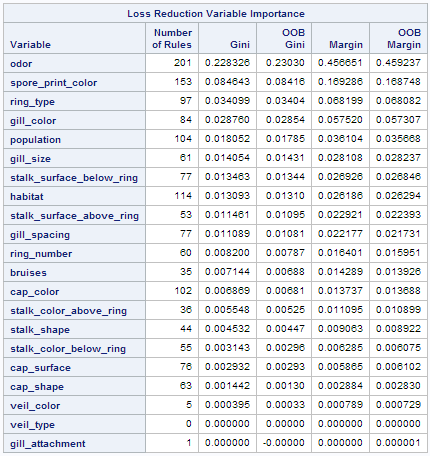 Loss Reduction Variable Importance
Variable Number of Rules Gini OOB Gini Margin OOB Margin
odor 201 0.228326 0.23030 0.456651 0.459237
spore_print_color 153 0.084643 0.08416 0.169286 0.168748
ring_type 97 0.034099 0.03404 0.068199 0.068082
gill_color 84 0.028760 0.02854 0.057520 0.057307
population 104 0.018052 0.01785 0.036104 0.035668
gill_size 61 0.014054 0.01431 0.028108 0.028237
stalk_surface_below_ring 77 0.013463 0.01344 0.026926 0.026846
habitat 114 0.013093 0.01310 0.026186 0.026294
stalk_surface_above_ring 53 0.011461 0.01095 0.022921 0.022393
gill_spacing 77 0.011089 0.01081 0.022177 0.021731
ring_number 60 0.008200 0.00787 0.016401 0.015951
bruises 35 0.007144 0.00688 0.014289 0.013926
cap_color 102 0.006869 0.00681 0.013737 0.013688
stalk_color_above_ring 36 0.005548 0.00525 0.011095 0.010899
stalk_shape 44 0.004532 0.00447 0.009063 0.008922
stalk_color_below_ring 55 0.003143 0.00296 0.006285 0.006075
cap_surface 76 0.002932 0.00293 0.005865 0.006102
cap_shape 63 0.001442 0.00130 0.002884 0.002830
veil_color 5 0.000395 0.00033 0.000789 0.000729
veil_type 0 0.000000 0.00000 0.000000 0.000000
gill_attachment 1 0.000000 -0.00000 0.000000 0.000001